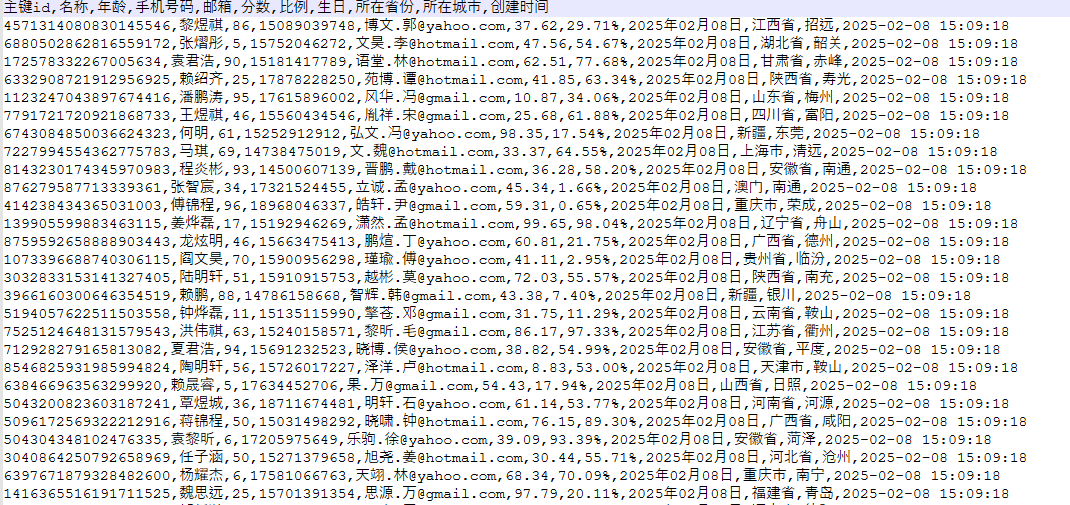 主键id,名称,年龄,手机号码,邮箱,分数,比例,生日,所在省份,所在城市,创建时间
4571314080830145546,黎煜祺,86,15089039748,博文.郭@yahoo.com,37.62,29.71%,2025年02月08日,江西省,招远,2025-02-08 15:09:18
6880502862816559172,张熠彤,5,15752046272,文昊.李@hotmail.com,47.56,54.67%,2025年02月08日,湖北省,韶关,2025-02-08 15:09:18
1725783322670056​34,袁君浩,90,15181417789,语堂.林@hotmail.com,62.51,77.68%,2025年02月08日,甘肃省,赤峰,2025-02-08 15:09:18
6332908721912956925,赖绍齐,25,17878228250,苑博.谭@hotmail.com,41.85,63.34%,2025年02月08日,陕西省,寿光,2025-02-08 15:09:18
1123247043897674416,潘鹏涛,95,17615896002,风华.冯@gmail.com,10.87,34.06%,2025年02月08日,山东省,梅州,2025-02-08 15:09:18
7791721720921868733,王煜祺,46,15560434546,胤祥.宋@gmail.com,25.68,61.88%,2025年02月08日,四川省,富阳,2025-02-08 15:09:18
6743084850036624323,何明,61,15252912912,弘文.冯@yahoo.com,98.35,17.54%,2025年02月08日,新疆,东莞,2025-02-08 15:09:18
7227994554362775783,马琪,69,14738475019,文.魏@hotmail.com,33.37,64.55%,2025年02月08日,上海市,清远,2025-02-08 15:09:18
8143230174345970983,程炎彬,93,14500607139,晋鹏.戴@hotmail.com,36.28,58.20%,2025年02月08日,安徽省,南通,2025-02-08 15:09:18
876279587713339361,张智宸,34,17321524455,立诚.孟@yahoo.com,45.34,1.66%,2025年02月08日,澳门,南通,2025-02-08 15:09:18
414238434365031003,傅锦程,96,18968046337,皓轩.尹@gmail.com,59.31,0.65%,2025年02月08日,重庆市,荣成,2025-02-08 15:09:18
139905599883463115,姜烨磊,17,15192946269,潇然.孟@hotmail.com,99.65,98.04%,2025年02月08日,辽宁省,舟山,2025-02-08 15:09:18
8759592658888903443,龙炫明,46,15663475413,鹏煊.丁@gmail.com,60.81,21.75%,2025年02月08日,广西省,德州,2025-02-08 15:09:18
1073396688740306115,阎文昊,70,15900956298,瑾瑜.傅@yahoo.com,41.11,2.95%,2025年02月08日,贵州省,临汾,2025-02-08 15:09:18
3032833153141327405,陆明轩,51,15910915753,越彬.莫@yahoo.com,72.03,55.57%,2025年02月08日,陕西省,南充,2025-02-08 15:09:18
3966160300646354519,赖鹏,88,14786158668,智辉.韩@gmail.com,43.38,7.40%,2025年02月08日,新疆,银川,2025-02-08 15:09:18
5194057622511503558,钟烨磊,11,15135115990,擎苍.邓@gmail.com,31.75,11.29%,2025年02月08日,云南省,鞍山,2025-02-08 15:09:18
7525124648131579543,洪伟祺,63,15240158571,黎昕.毛@yahoo.com,86.17,97.33%,2025年02月08日,江苏省,衢州,2025-02-08 15:09:18
712928279165813082,夏君浩,94,15691232523,晓博.侯@yahoo.com,38.82,54.99%,2025年02月08日,安徽省,平度,2025-02-08 15:09:18
8546825931985994824,陶明轩,56,15726017227,泽洋.卢@hotmail.com,8.83,53.00%,2025年02月08日,天津市,鞍山,2025-02-08 15:09:18
638466963563299920,赖晟睿,5,17634452706,果.万@gmail.com,54.43,17.94%,2025年02月08日,山西省,日照,2025-02-08 15:09:18
5043200823603187241,覃煜城,36,18711674481,明轩.石@yahoo.com,61.14,53.77%,2025年02月08日,河南省,河源,2025-02-08 15:09:18
5096172569322212916,蒋锦程,50,15031498292,晓啸.钟@hotmail.com,76.15,89.30%,2025年02月08日,广西省,咸阳,2025-02-08 15:09:18
504304348102476335,袁黎昕,6,17205975649,乐驹.徐@yahoo.com,39.09,93.39%,2025年02月08日,安徽省,菏泽,2025-02-08 15:09:18
3040864250792658969,任子涵,50,15271379658,旭尧.姜@hotmail.com,30.44,55.71%,2025年02月08日,河北省,沧州,2025-02-08 15:09:18
6397671879328482600,杨耀杰,6,17581066763,天翊.林@yahoo.com,68.34,70.09%,2025年02月08日,重庆市,南宁,2025-02-08 15:09:18
1416365516191711525,魏思远,25,15701391354,思源.万@gmail.com,97.79,20.11%,2025年02月08日,福建省,青岛,2025-02-08 15:09:18